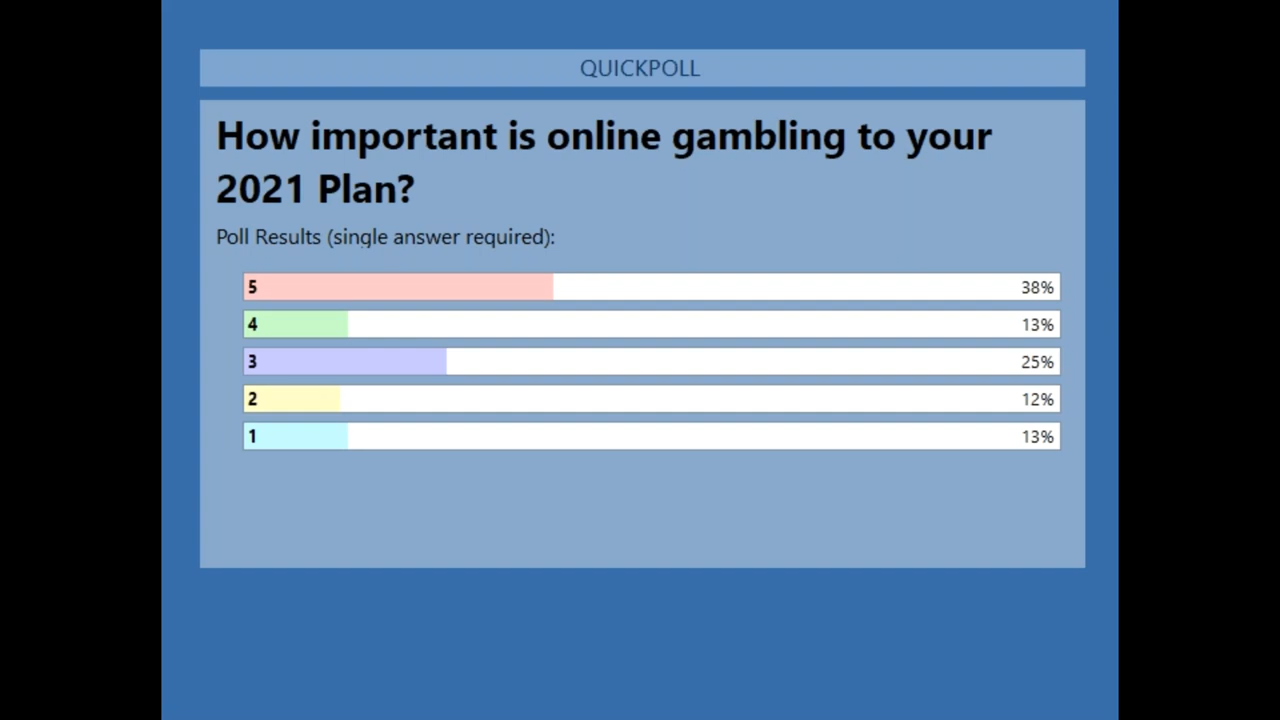 QUICKPOLL
How important is online gambling to your
2021 Plan?
Poll Results (single answer required):
5 38%
4 13%
3 25%
2 12%
1 13%